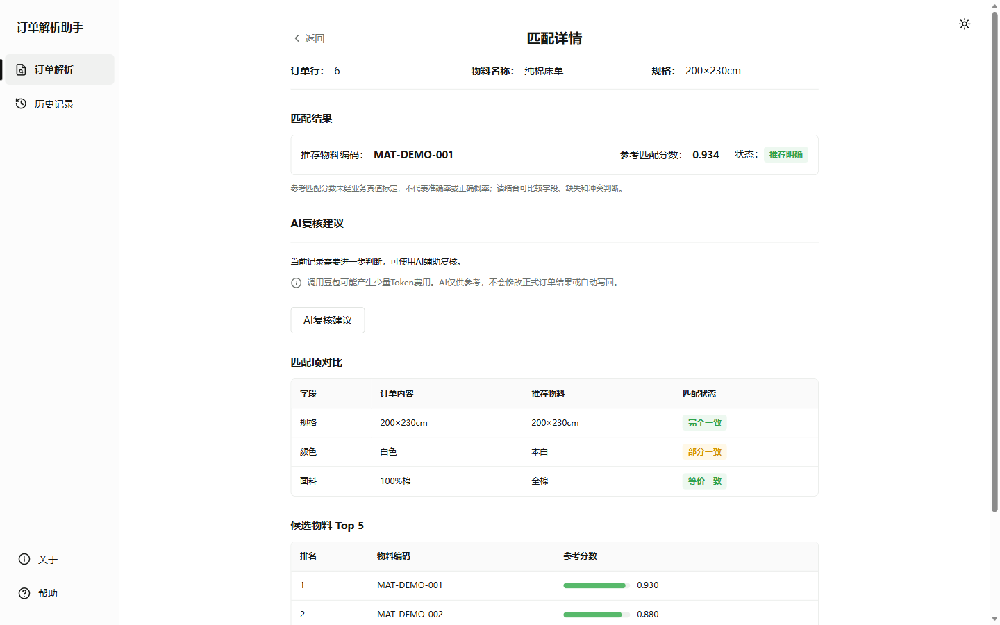 订单解析助手
订单解析
历史记录
关于
帮助
返回
匹配详情
订单行： 6 物料名称： 纯棉床单 规格： 200×230cm
匹配结果
推荐物料编码： MAT-DEMO-001 参考匹配分数： 0.934 状态： 推荐明确
参考匹配分数未经业务真值标定，不代表准确率或正确概率；请结合可比较字段、缺失和冲突判断。
AI复核建议
当前记录需要进一步判断，可使用AI辅助复核。
调用豆包可能产生少量Token费用。AI仅供参考，不会修改正式订单结果或自动写回。
AI复核建议
匹配项对比
字段 订单内容 推荐物料 匹配状态
规格 200×230cm 200×230cm 完全一致
颜色 白色 本白 部分一致
面料 100%棉 全棉 等价一致
候选物料 Top 5
排名 物料编码 参考分数
1 MAT-DEMO-001 0.930
2 MAT-DEMO-002 0.880